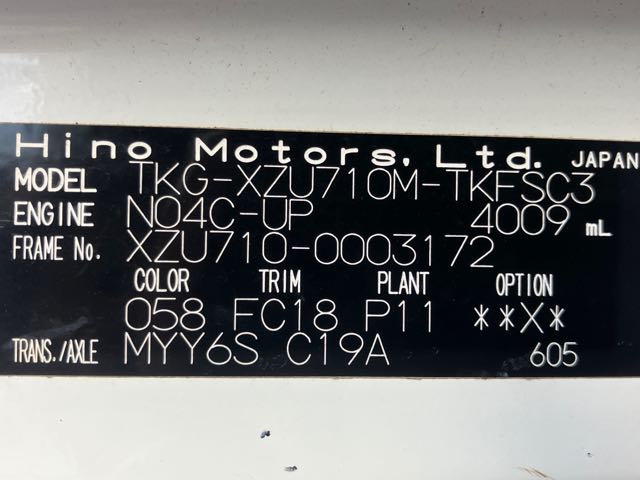 Hino Motors, Ltd. JAPAN
MODEL TKG-XZU710M-TKFSC3
ENGINE N04C-UP 4009 mL
FRAME No. XZU710-0003172
COLOR TRIM PLANT OPTION
058 FC18 P11 **X*
TRANS./AXLE MYY6S C19A 605